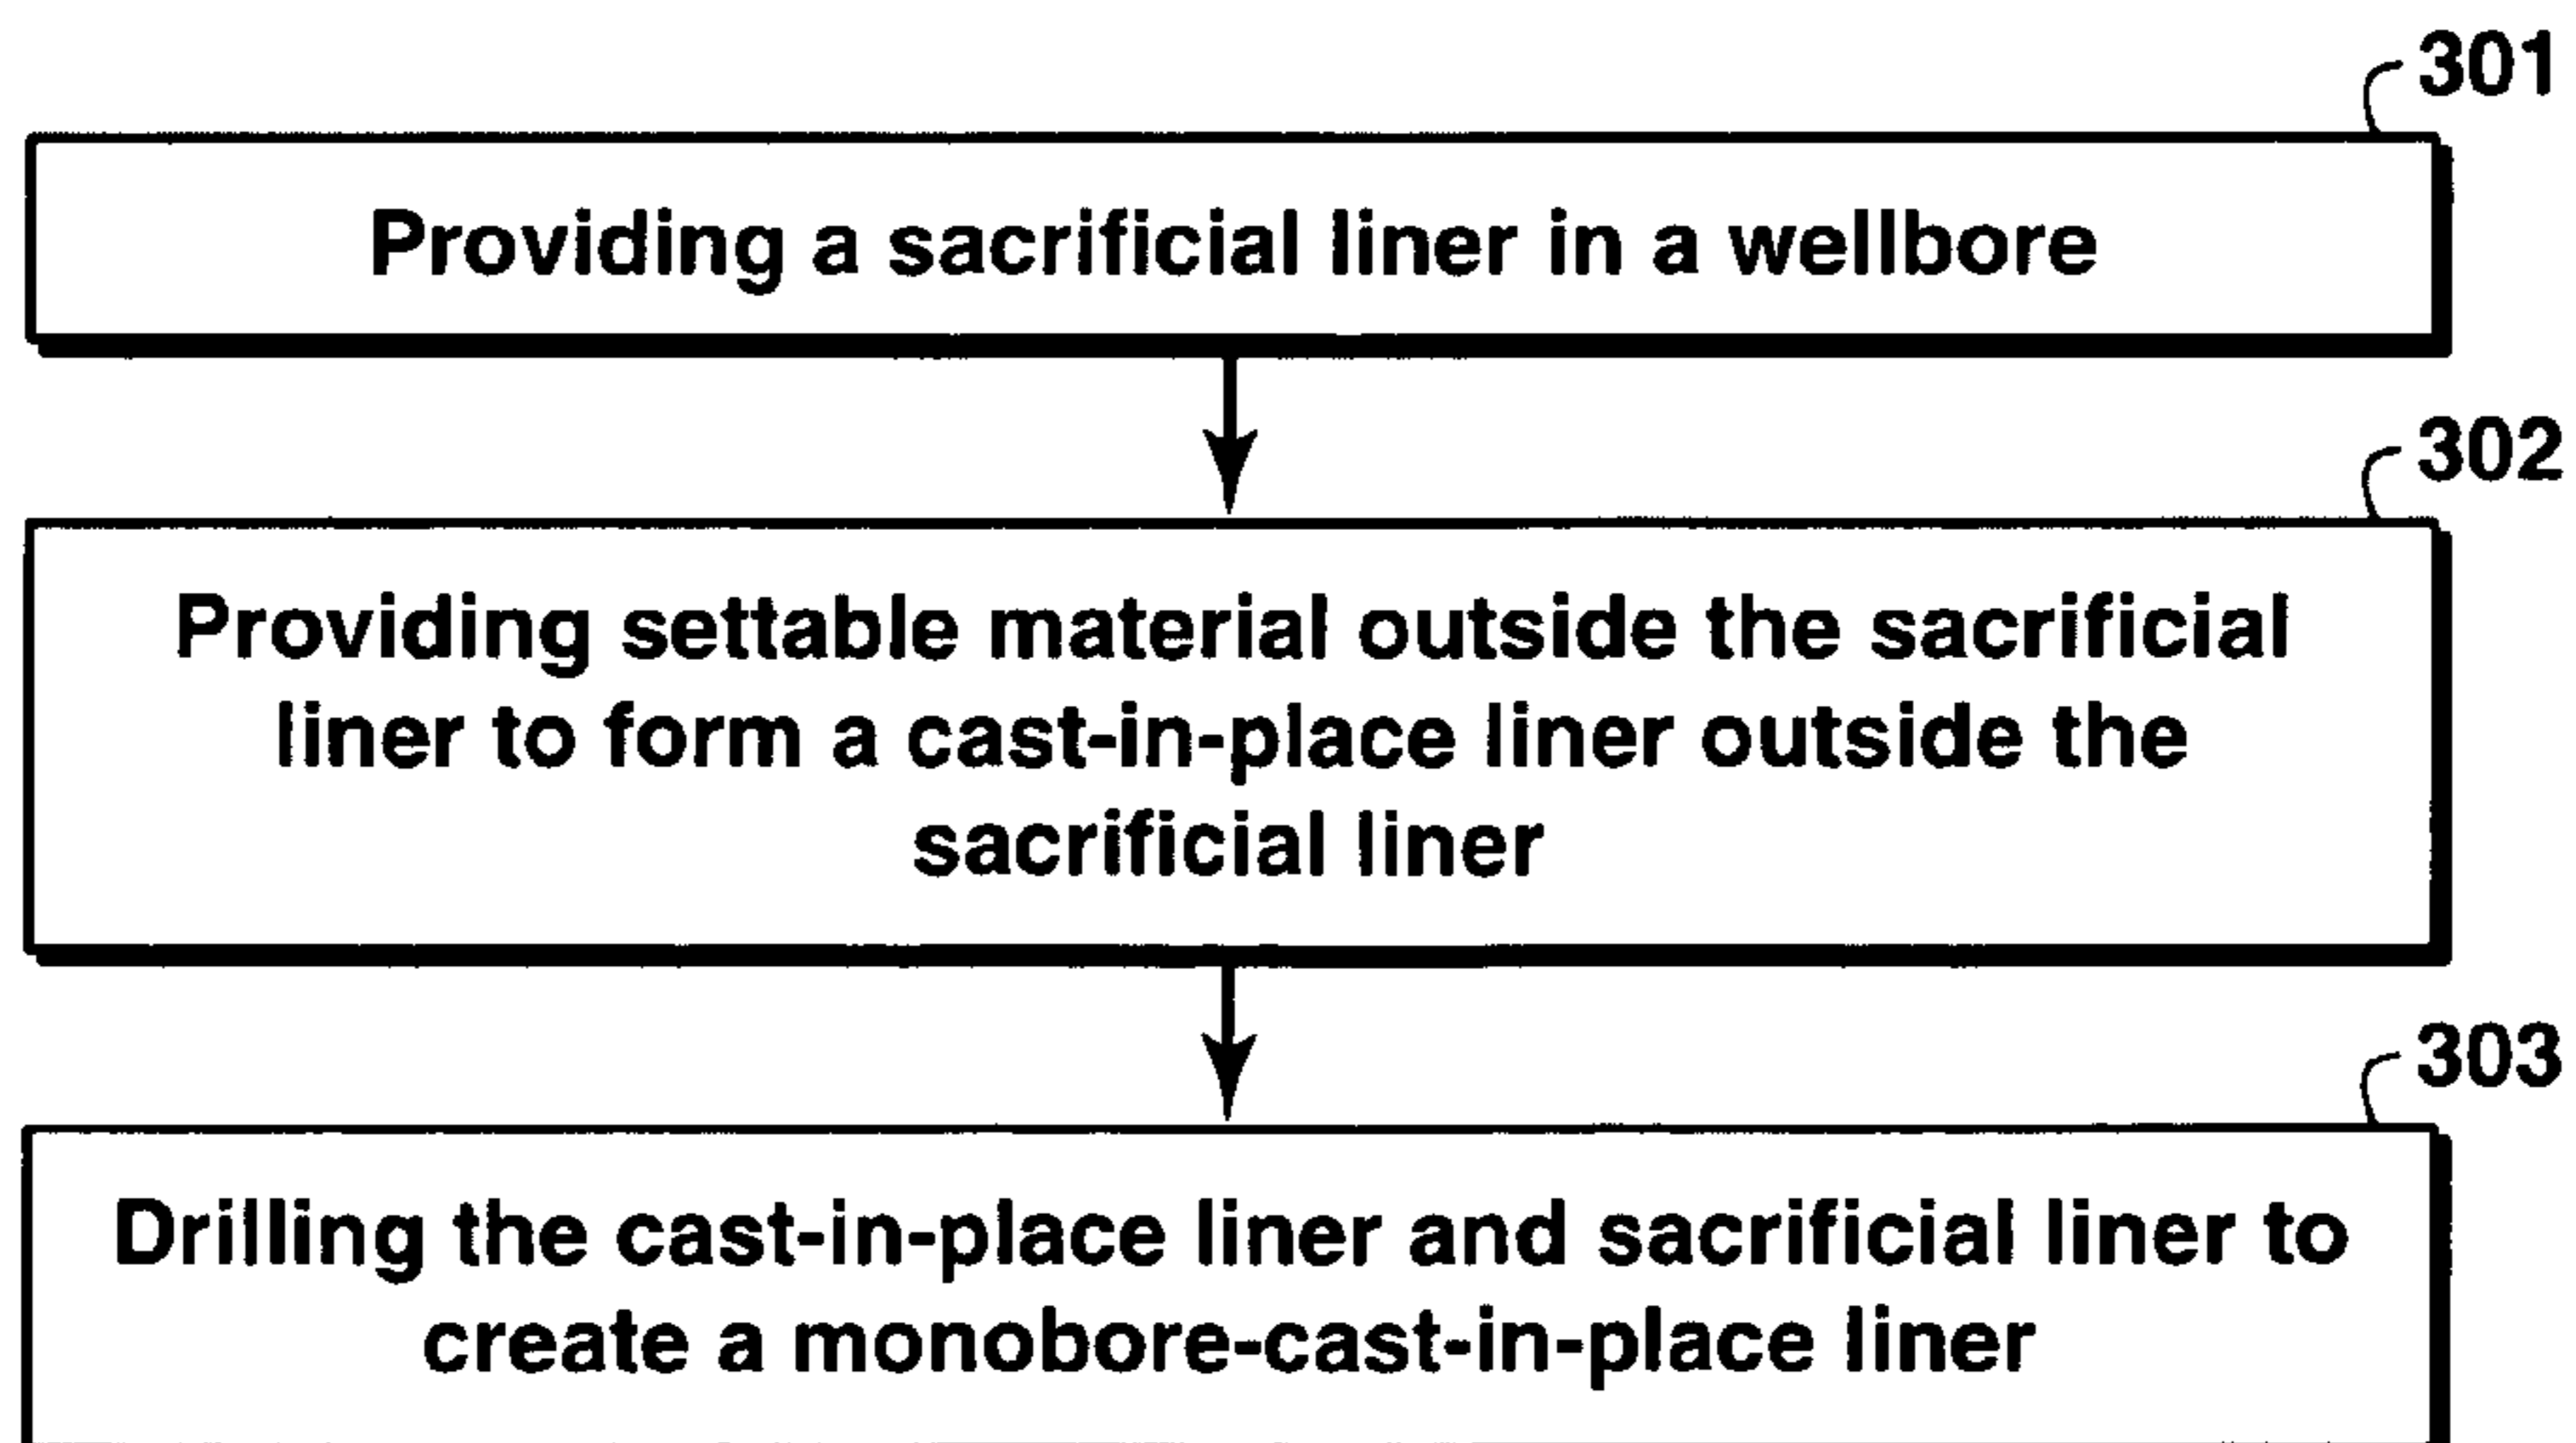 301
Providing a sacrificial liner in a wellbore
302
Providing settable material outside the sacrificial
liner to form a cast-in-place liner outside the
sacrificial liner
303
Drilling the cast-in-place liner and sacrificial liner to
create a monobore-cast-in-place liner